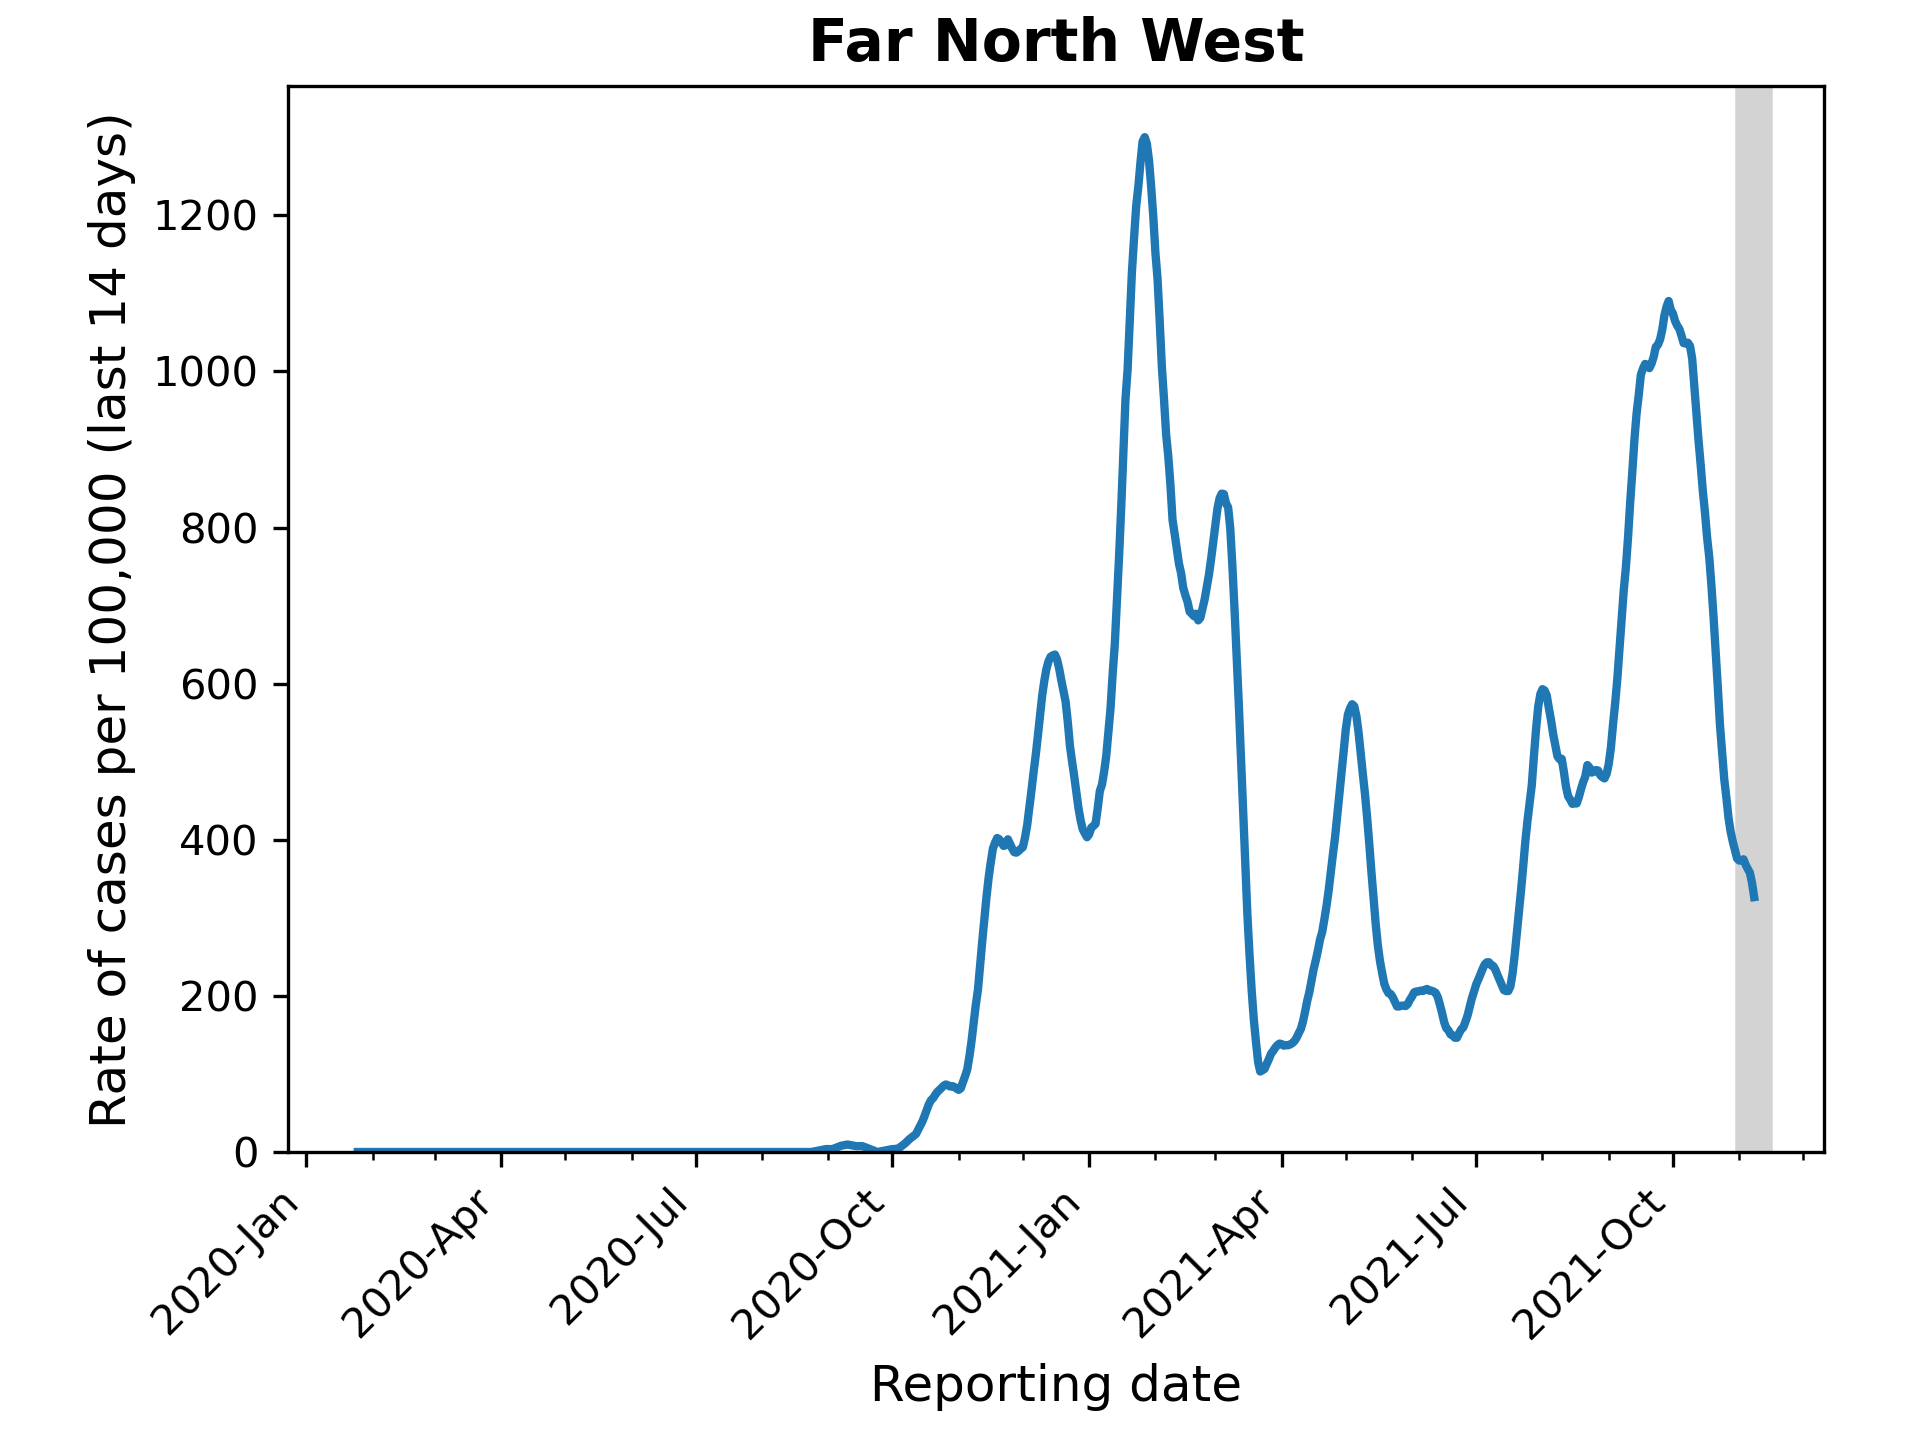 Far North West
Rate of cases per 100,000 (last 14 days)
1200
1000
800
600
400
200
0
2020-Jan
2020-Apr
2020-Jul
2020-Oct
2021-Jan
2021-Apr
2021-Jul
2021-Oct
Reporting date